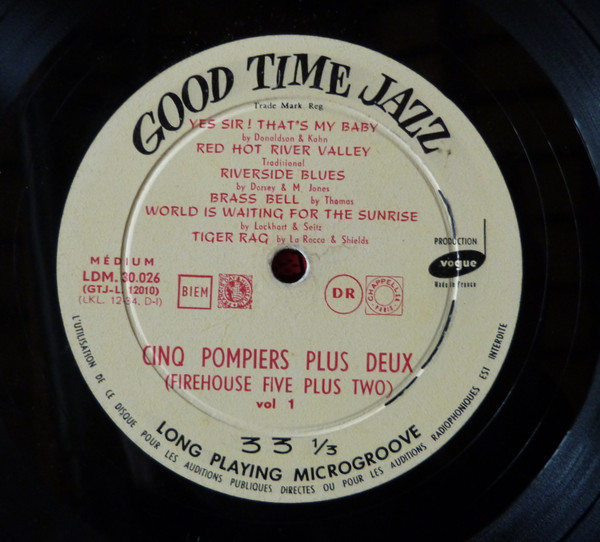 GOOD TIME JAZZ
Trade Mark Reg
YES SIR! THAT'S MY BABY
by Donaldson & Kahn
RED HOT RIVER VALLEY
Traditional
RIVERSIDE BLUES
by Dorsey & M. Jones
BRASS BELL by Thomas
WORLD IS WAITING FOR THE SUNRISE
by Lockhart & Seitz
TIGER RAG by La Rocca & Shields
MÉDIUM
LDM. 30.026
(GTJ-L. 12010)
(LKL. 12-34, D-I)
BIEM
DR
CHAPPELL
PARIS
PRODUCTION
vogue
Made in France
CINQ POMPIERS PLUS DEUX
(FIREHOUSE FIVE PLUS TWO)
vol 1
33 1/3
LONG PLAYING MICROGROOVE
L'UTILISATION DE CE DISQUE POUR LES AUDITIONS PUBLIQUES DIRECTES OU POUR LES AUDITIONS RADIOPHONIQUES EST INTERDITE